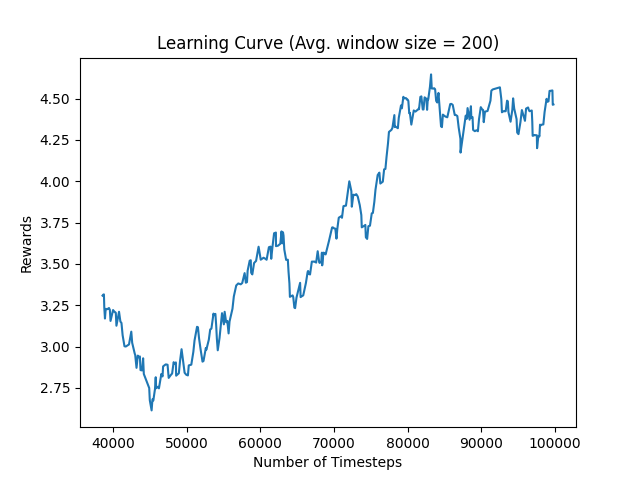 Learning Curve (Avg. window size = 200)
4.50
4.25
4.00
3.75
3.50
3.25
3.00
2.75
Rewards
40000 50000 60000 70000 80000 90000 100000
Number of Timesteps